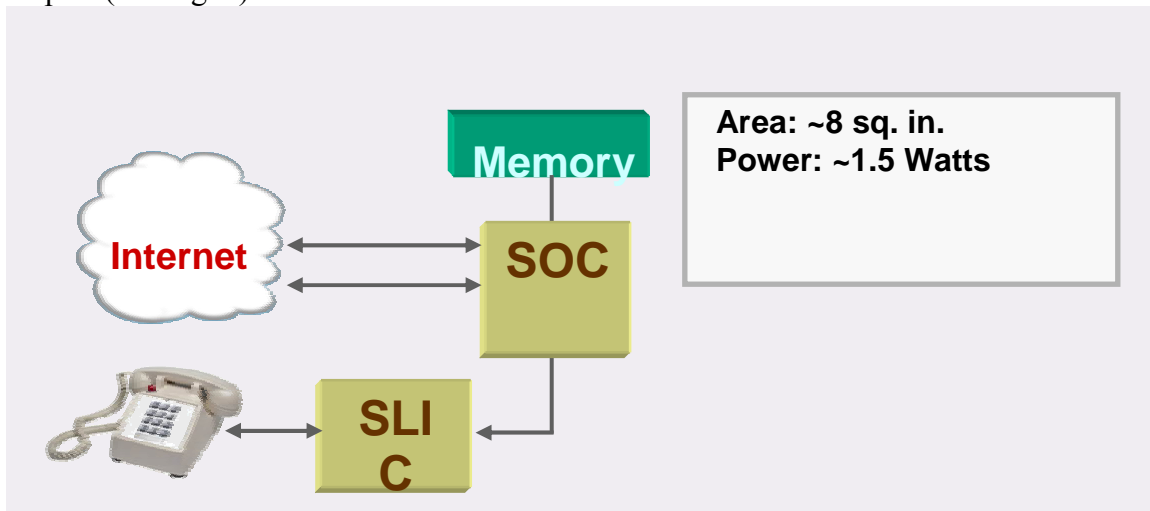 Memory
Area: ~8 sq. in.
Power: ~1.5 Watts
Internet
SOC
SLI
C